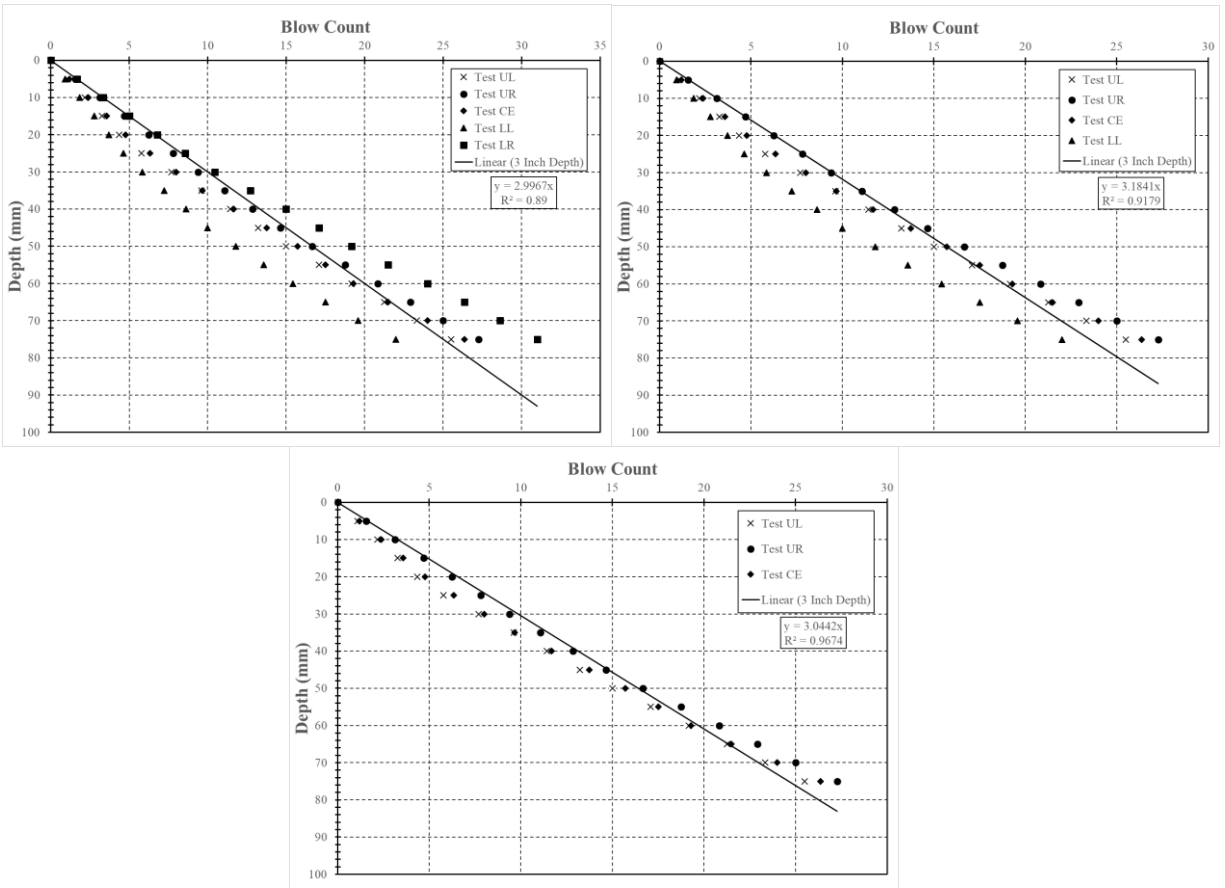 Blow Count
0 5 10 15 20 25 30 35
0
10
20
30
40
50
60
70
80
90
100
Depth (mm)
Test UL
Test UR
Test CE
Test LL
Test LR
Linear (3 Inch Depth)
y = 2.9967x
R² = 0.89
Blow Count
0 5 10 15 20 25 30
0
10
20
30
40
50
60
70
80
90
100
Depth (mm)
Test UL
Test UR
Test CE
Test LL
Linear (3 Inch Depth)
y = 3.1841x
R² = 0.9179
Blow Count
0 5 10 15 20 25 30
0
10
20
30
40
50
60
70
80
90
100
Depth (mm)
Test UL
Test UR
Test CE
Linear (3 Inch Depth)
y = 3.0442x
R² = 0.9674